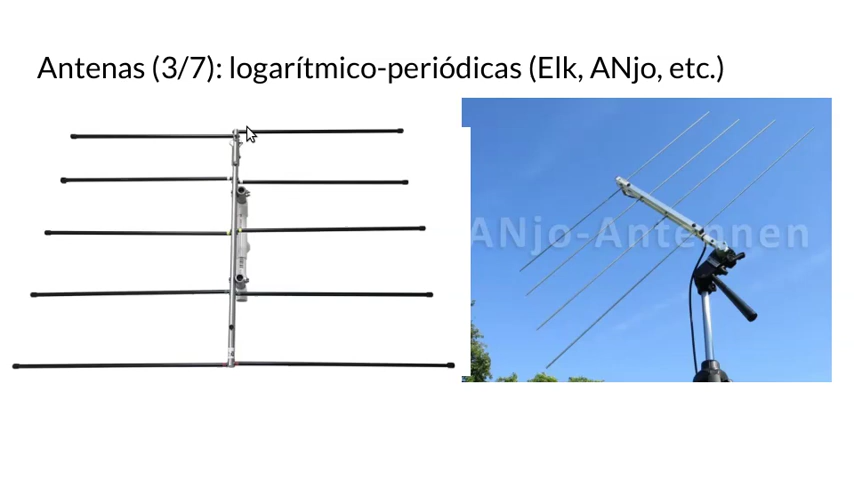 Antenas (3/7): logarítmico-periódicas (Elk, ANjo, etc.)
ANjo-Antennen